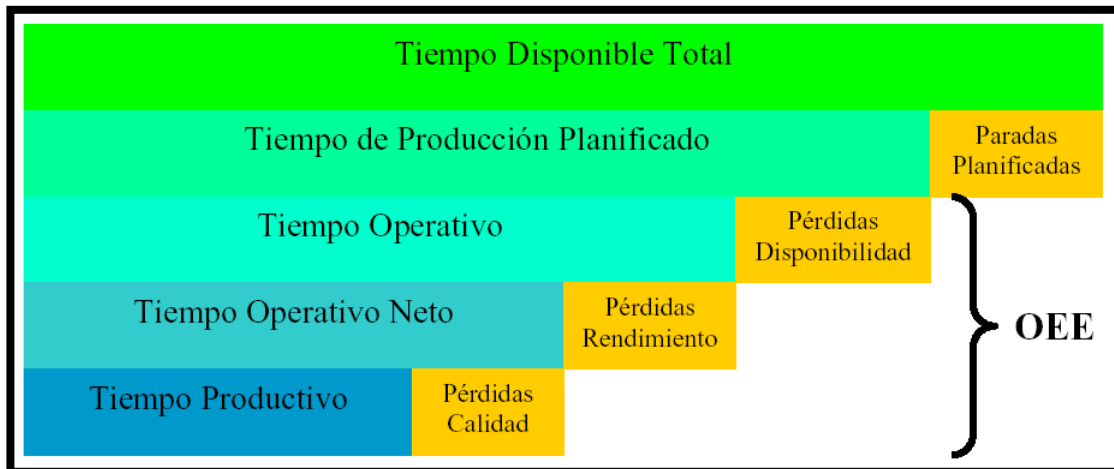 Tiempo Disponible Total
Tiempo de Producción Planificado
Paradas
Planificadas
Tiempo Operativo
Pérdidas
Disponibilidad
Tiempo Operativo Neto
Pérdidas
Rendimiento
OEE
Tiempo Productivo
Pérdidas
Calidad